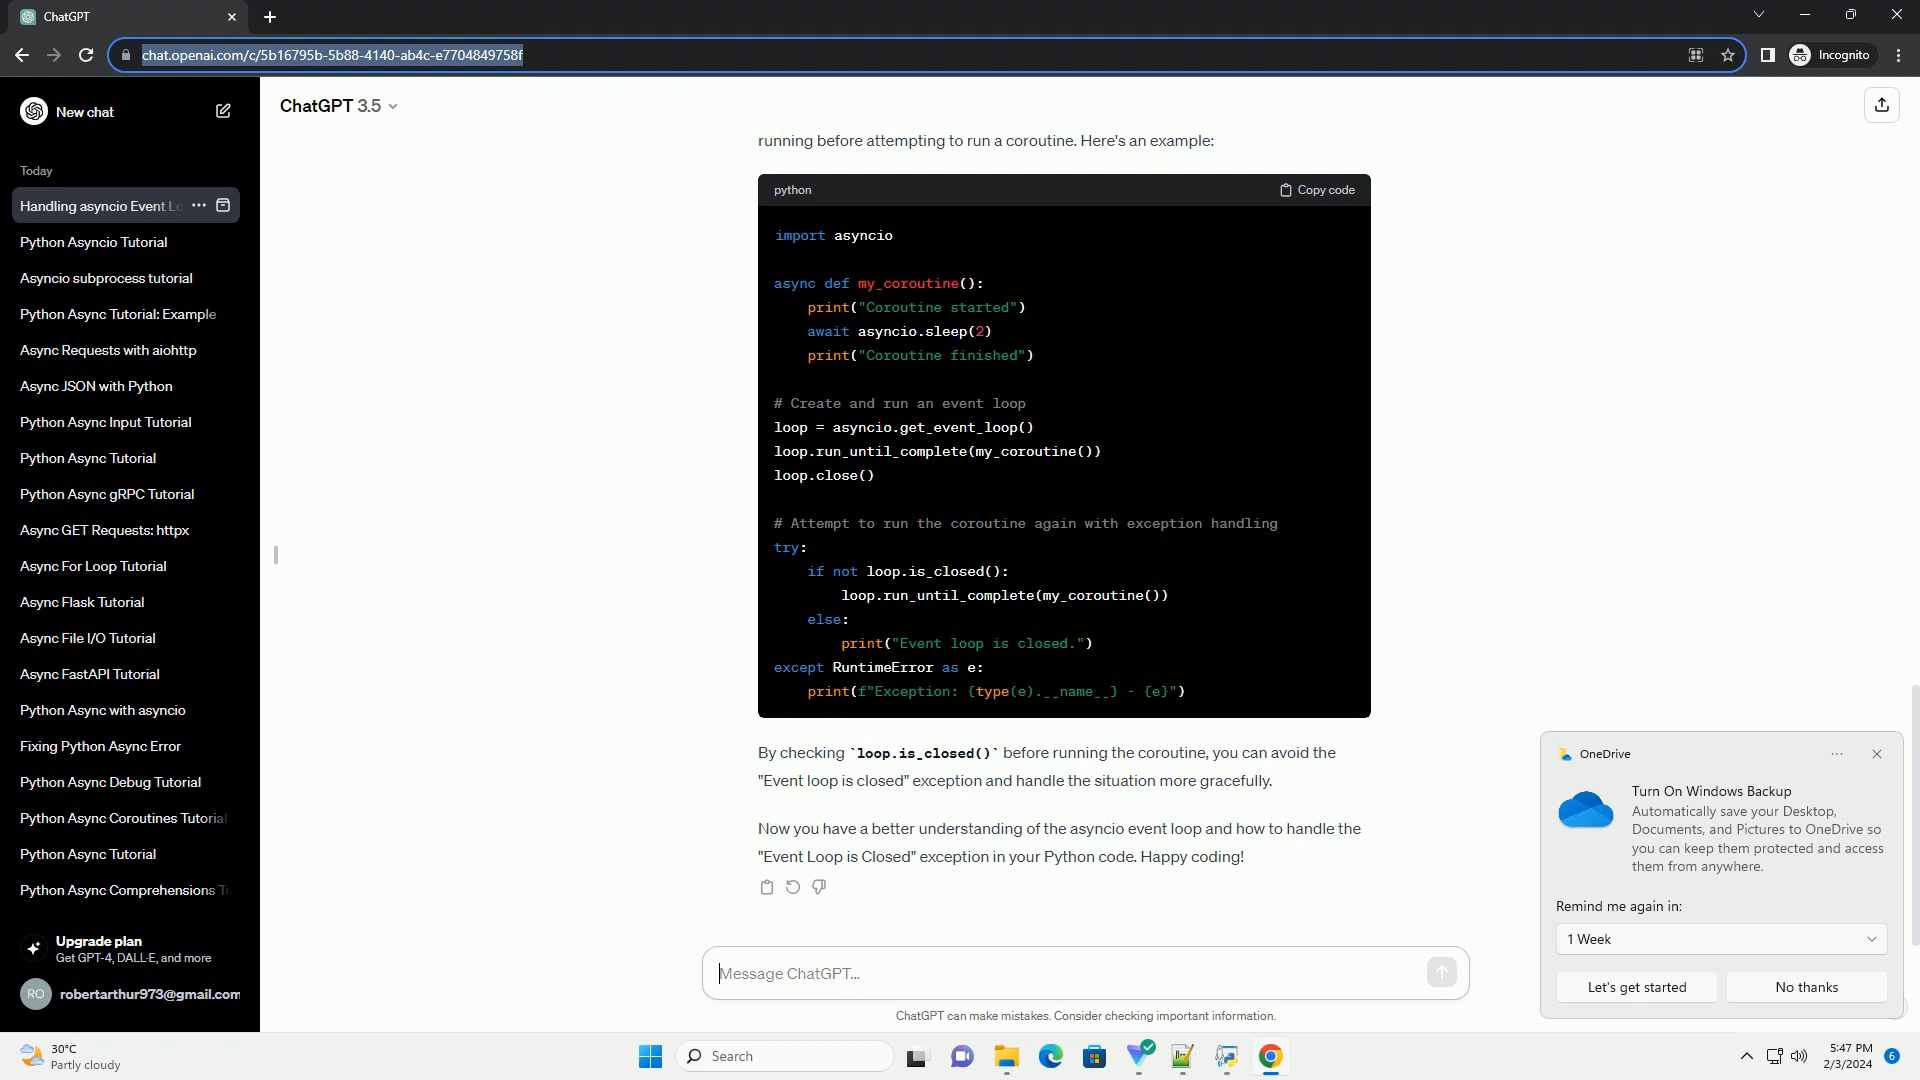 ChatGPT
chat.openai.com/c/5b16795b-5b88-4140-ab4c-e7704849758f
Incognito
New chat
Today
Handling asyncio Event Lo
Python Asyncio Tutorial
Asyncio subprocess tutorial
Python Async Tutorial: Example
Async Requests with aiohttp
Async JSON with Python
Python Async Input Tutorial
Python Async Tutorial
Python Async gRPC Tutorial
Async GET Requests: httpx
Async For Loop Tutorial
Async Flask Tutorial
Async File I/O Tutorial
Async FastAPI Tutorial
Python Async with asyncio
Fixing Python Async Error
Python Async Debug Tutorial
Python Async Coroutines Tutorial
Python Async Tutorial
Python Async Comprehensions Tu
Upgrade plan
Get GPT-4, DALL·E, and more
RO
robertarthur973@gmail.com
ChatGPT 3.5
running before attempting to run a coroutine. Here's an example:
python
Copy code
import asyncio
async def my_coroutine():
    print("Coroutine started")
    await asyncio.sleep(2)
    print("Coroutine finished")
# Create and run an event loop
loop = asyncio.get_event_loop()
loop.run_until_complete(my_coroutine())
loop.close()
# Attempt to run the coroutine again with exception handling
try:
    if not loop.is_closed():
        loop.run_until_complete(my_coroutine())
    else:
        print("Event loop is closed.")
except RuntimeError as e:
    print(f"Exception: {type(e).__name__} - {e}")
By checking `loop.is_closed()` before running the coroutine, you can avoid the
"Event loop is closed" exception and handle the situation more gracefully.
Now you have a better understanding of the asyncio event loop and how to handle the
"Event Loop is Closed" exception in your Python code. Happy coding!
Message ChatGPT...
ChatGPT can make mistakes. Consider checking important information.
OneDrive
Turn On Windows Backup
Automatically save your Desktop,
Documents, and Pictures to OneDrive so
you can keep them protected and access
them from anywhere.
Remind me again in:
1 Week
Let's get started
No thanks
30°C
Partly cloudy
Search
5:47 PM
2/3/2024
6